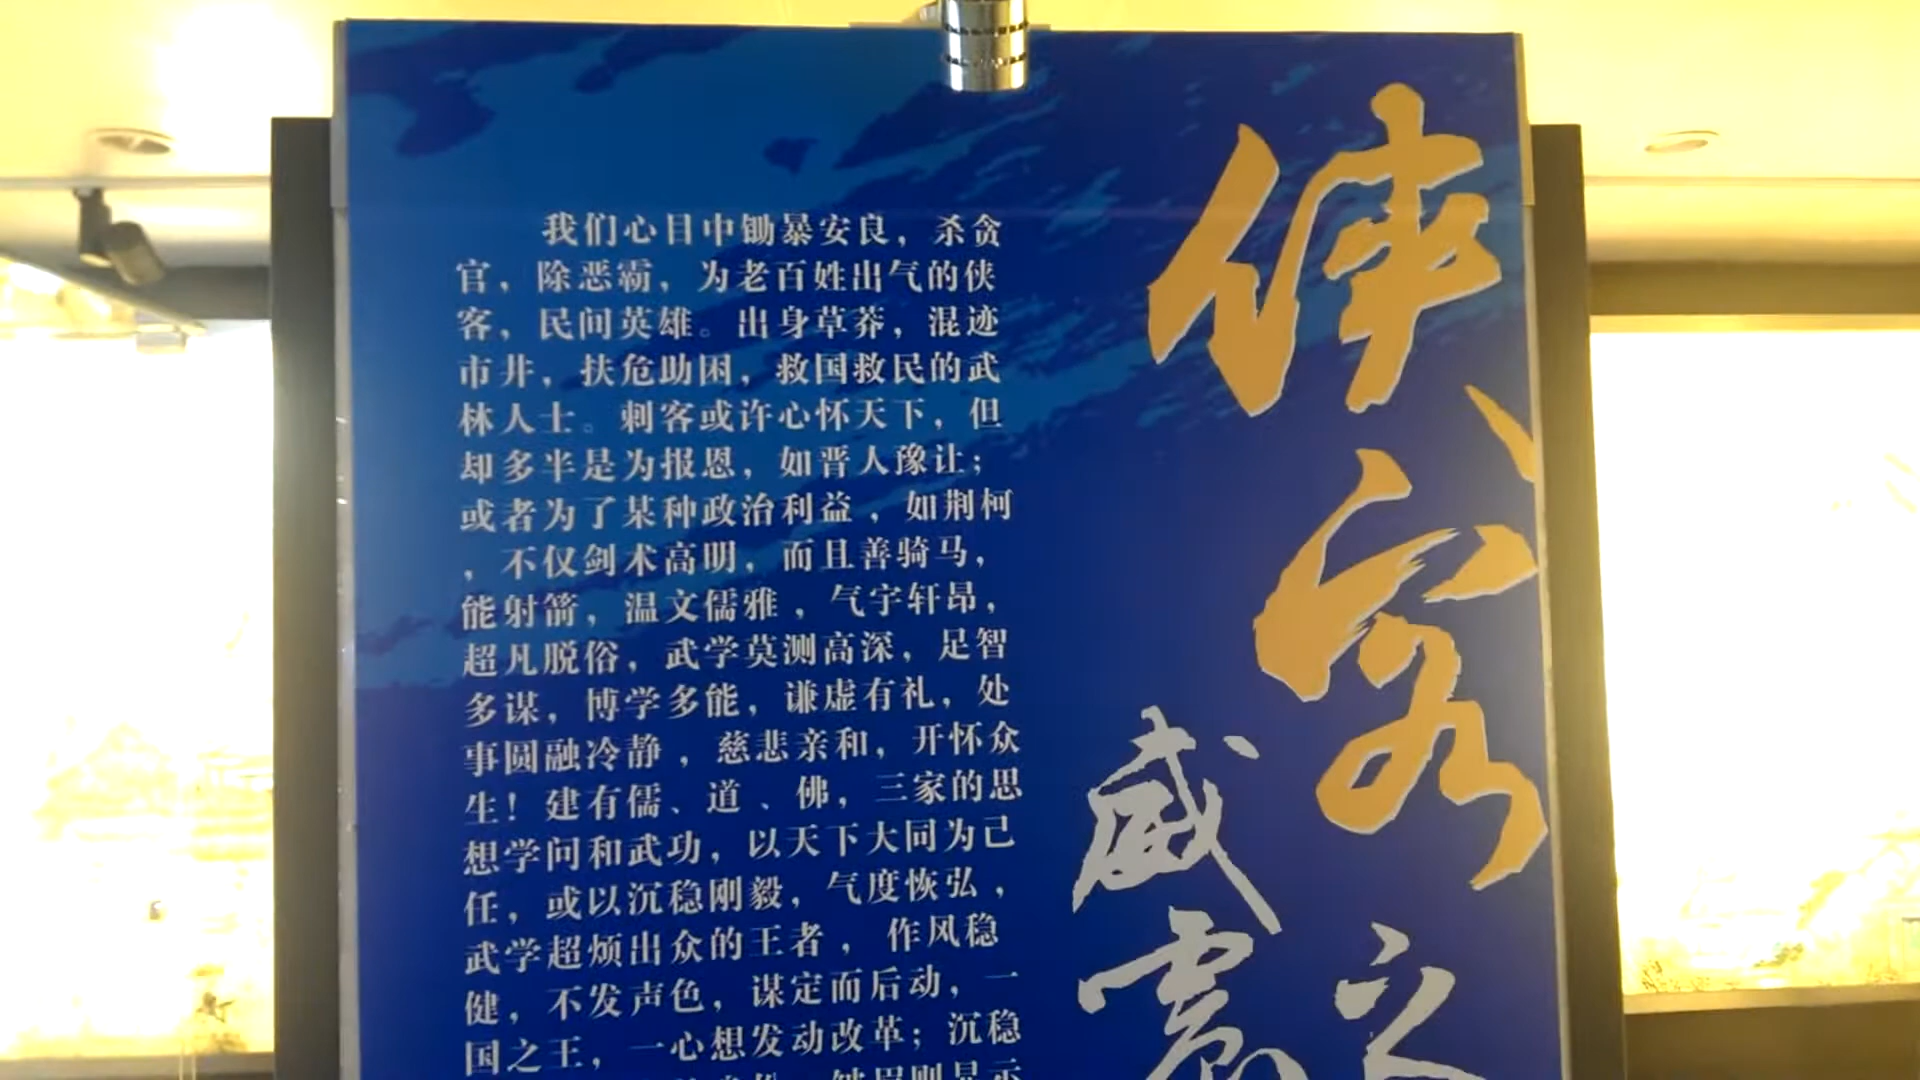 侠客之
威震
我们心目中锄暴安良，杀贪
官，除恶霸，为老百姓出气的侠
客，民间英雄。出身草莽，混迹
市井，扶危助困，救国救民的武
林人士。刺客或许心怀天下，但
却多半是为报恩，如晋人豫让；
或者为了某种政治利益，如荆柯
，不仅剑术高明，而且善骑马，
能射箭，温文儒雅，气宇轩昂，
超凡脱俗，武学莫测高深，足智
多谋，博学多能，谦虚有礼，处
事圆融冷静，慈悲亲和，开怀众
生！建有儒、道、佛，三家的思
想学问和武功，以天下大同为己
任，或以沉稳刚毅，气度恢弘，
武学超烦出众的王者，作风稳
健，不发声色，谋定而后动，一
国之王，一心想发动改革；沉稳